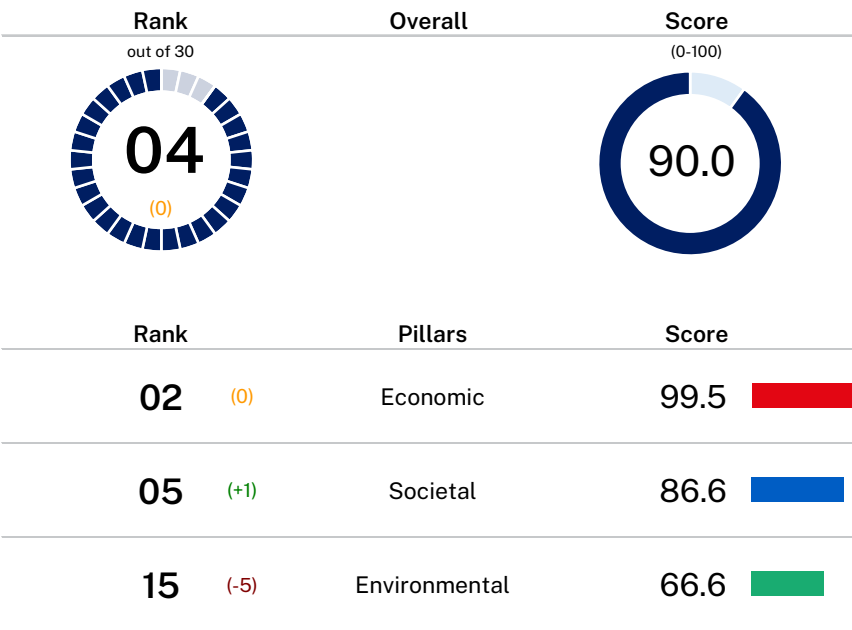 Rank Overall Score
out of 30 (0-100)
04 90.0
(0)
Rank Pillars Score
02 (0) Economic 99.5
05 (+1) Societal 86.6
15 (-5) Environmental 66.6